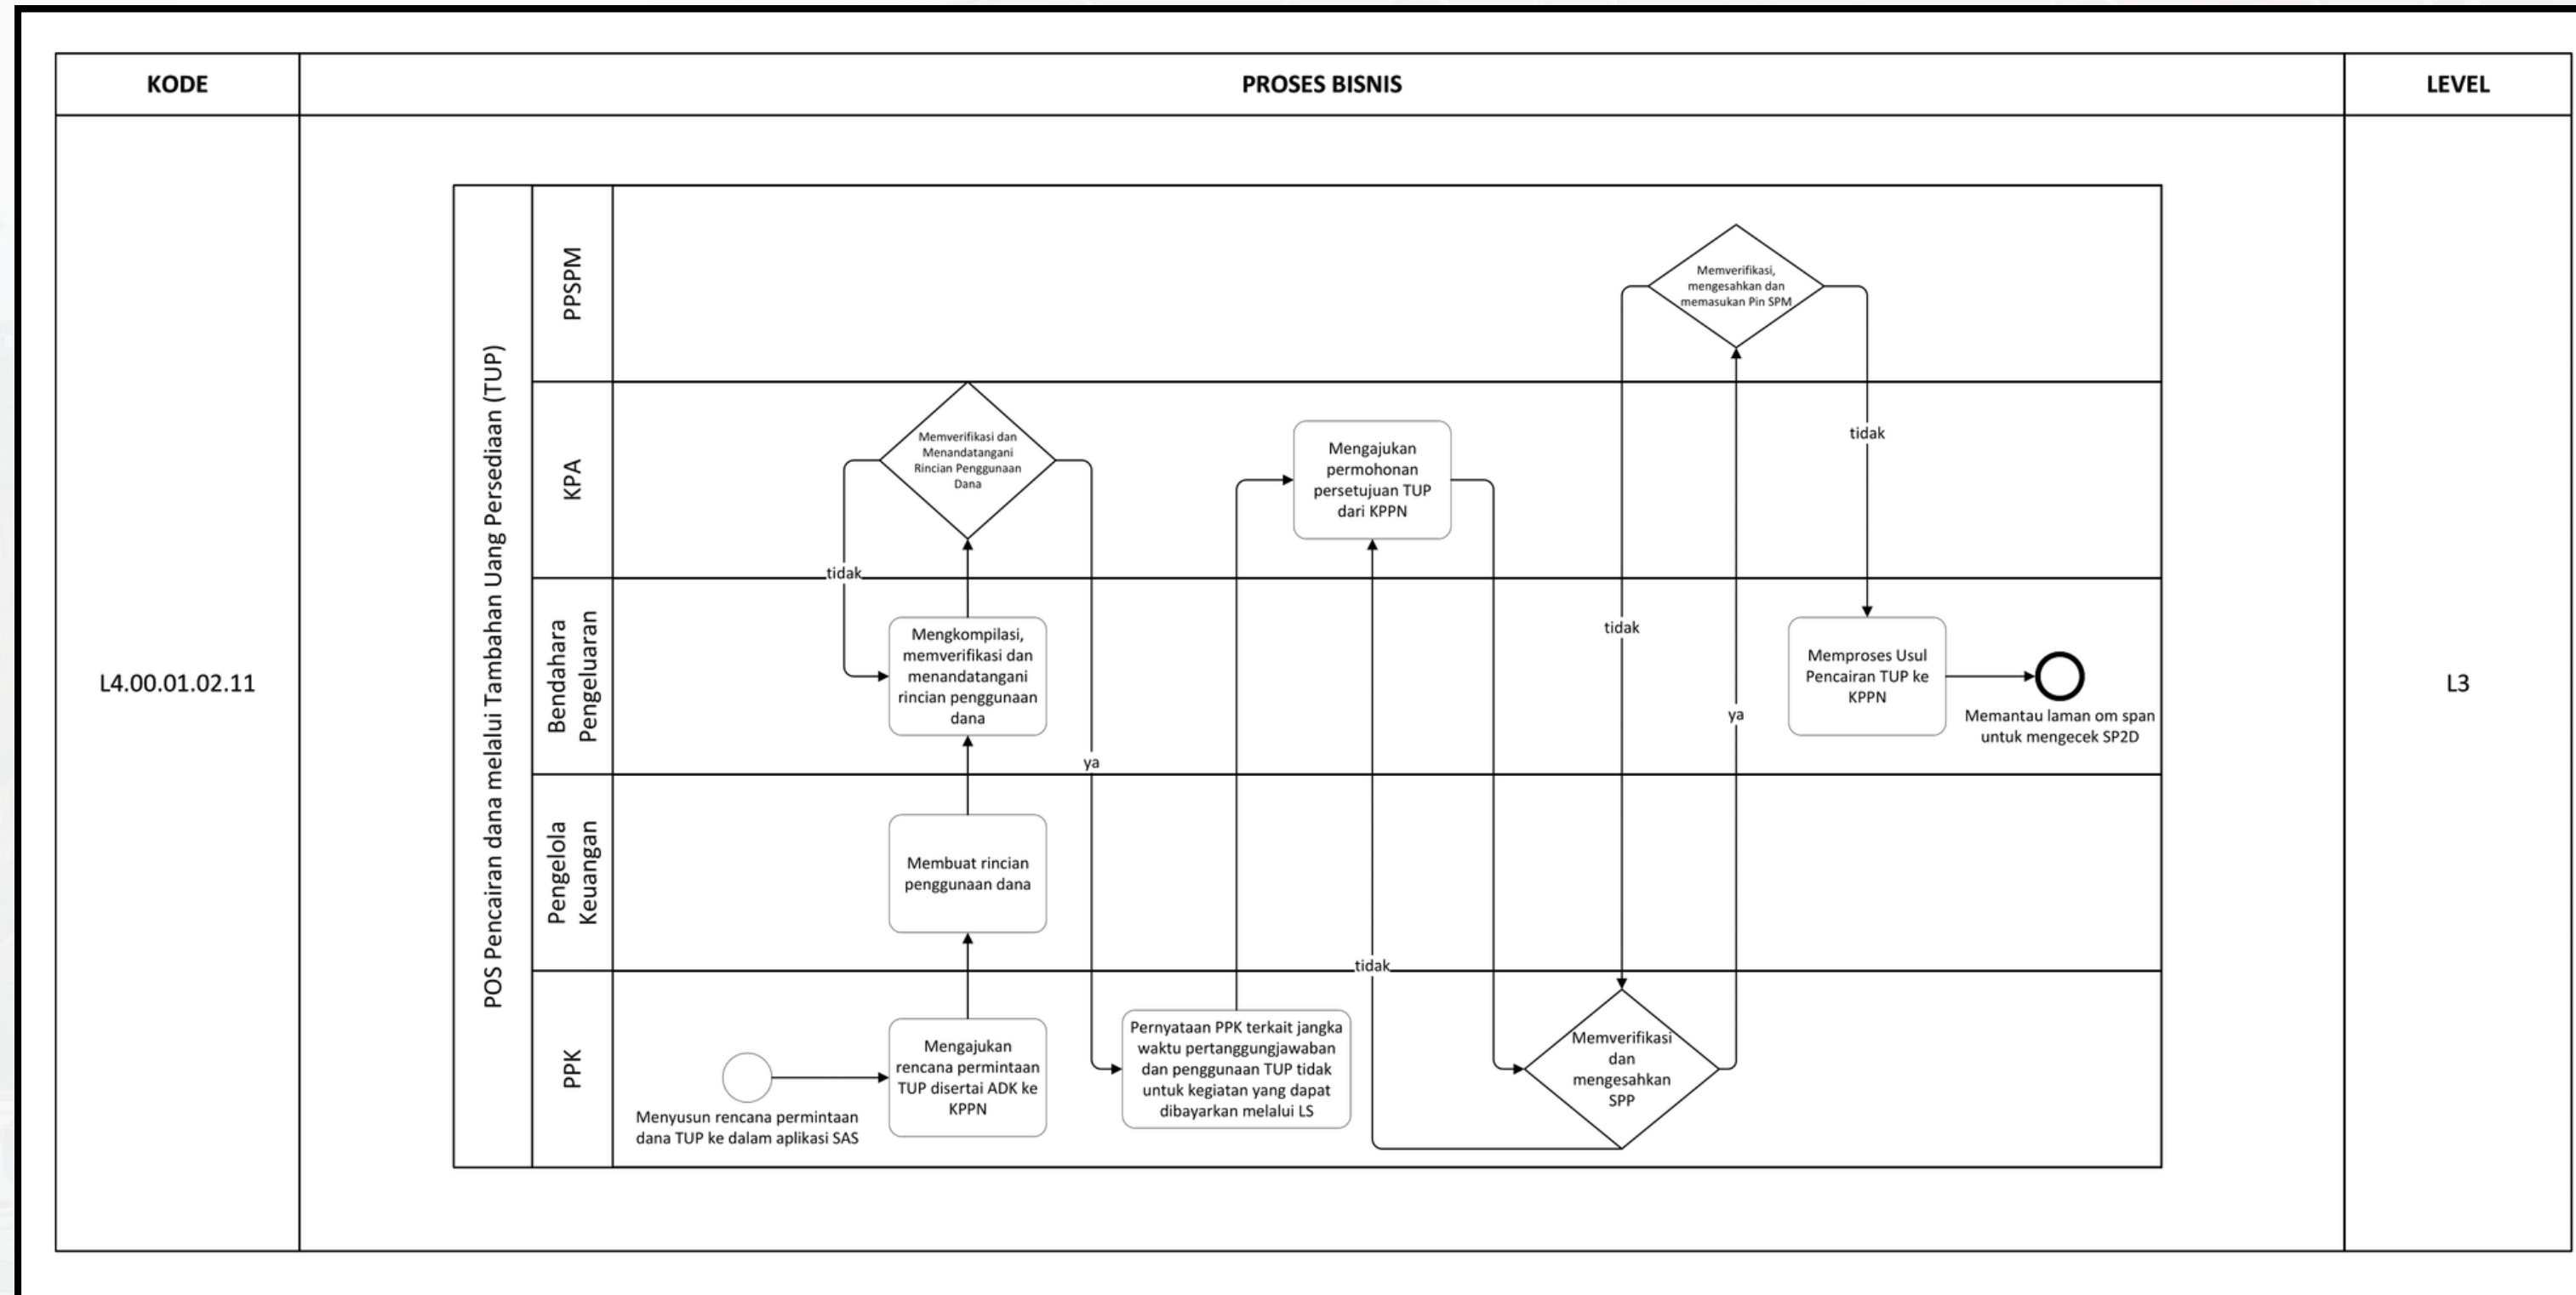 KODE
PROSES BISNIS
LEVEL
L4.00.01.02.11
L3
POS Pencairan dana melalui Tambahan Uang Persediaan (TUP)
PPSPM
Memverifikasi,
mengesahkan dan
memasukan Pin SPM
KPA
Memverifikasi dan
Menandatangani
Rincian Penggunaan
Dana
Mengajukan
permohonan
persetujuan TUP
dari KPPN
tidak
tidak
Bendahara
Pengeluaran
Mengkompilasi,
memverifikasi dan
menandatangani
rincian penggunaan
dana
tidak
Memproses Usul
Pencairan TUP ke
KPPN
Memantau laman om span
untuk mengecek SP2D
ya
ya
Pengelola
Keuangan
Membuat rincian
penggunaan dana
tidak
PPK
Menyusun rencana permintaan
dana TUP ke dalam aplikasi SAS
Mengajukan
rencana permintaan
TUP disertai ADK ke
KPPN
Pernyataan PPK terkait jangka
waktu pertanggungjawaban
dan penggunaan TUP tidak
untuk kegiatan yang dapat
dibayarkan melalui LS
Memverifikasi
dan
mengesahkan
SPP